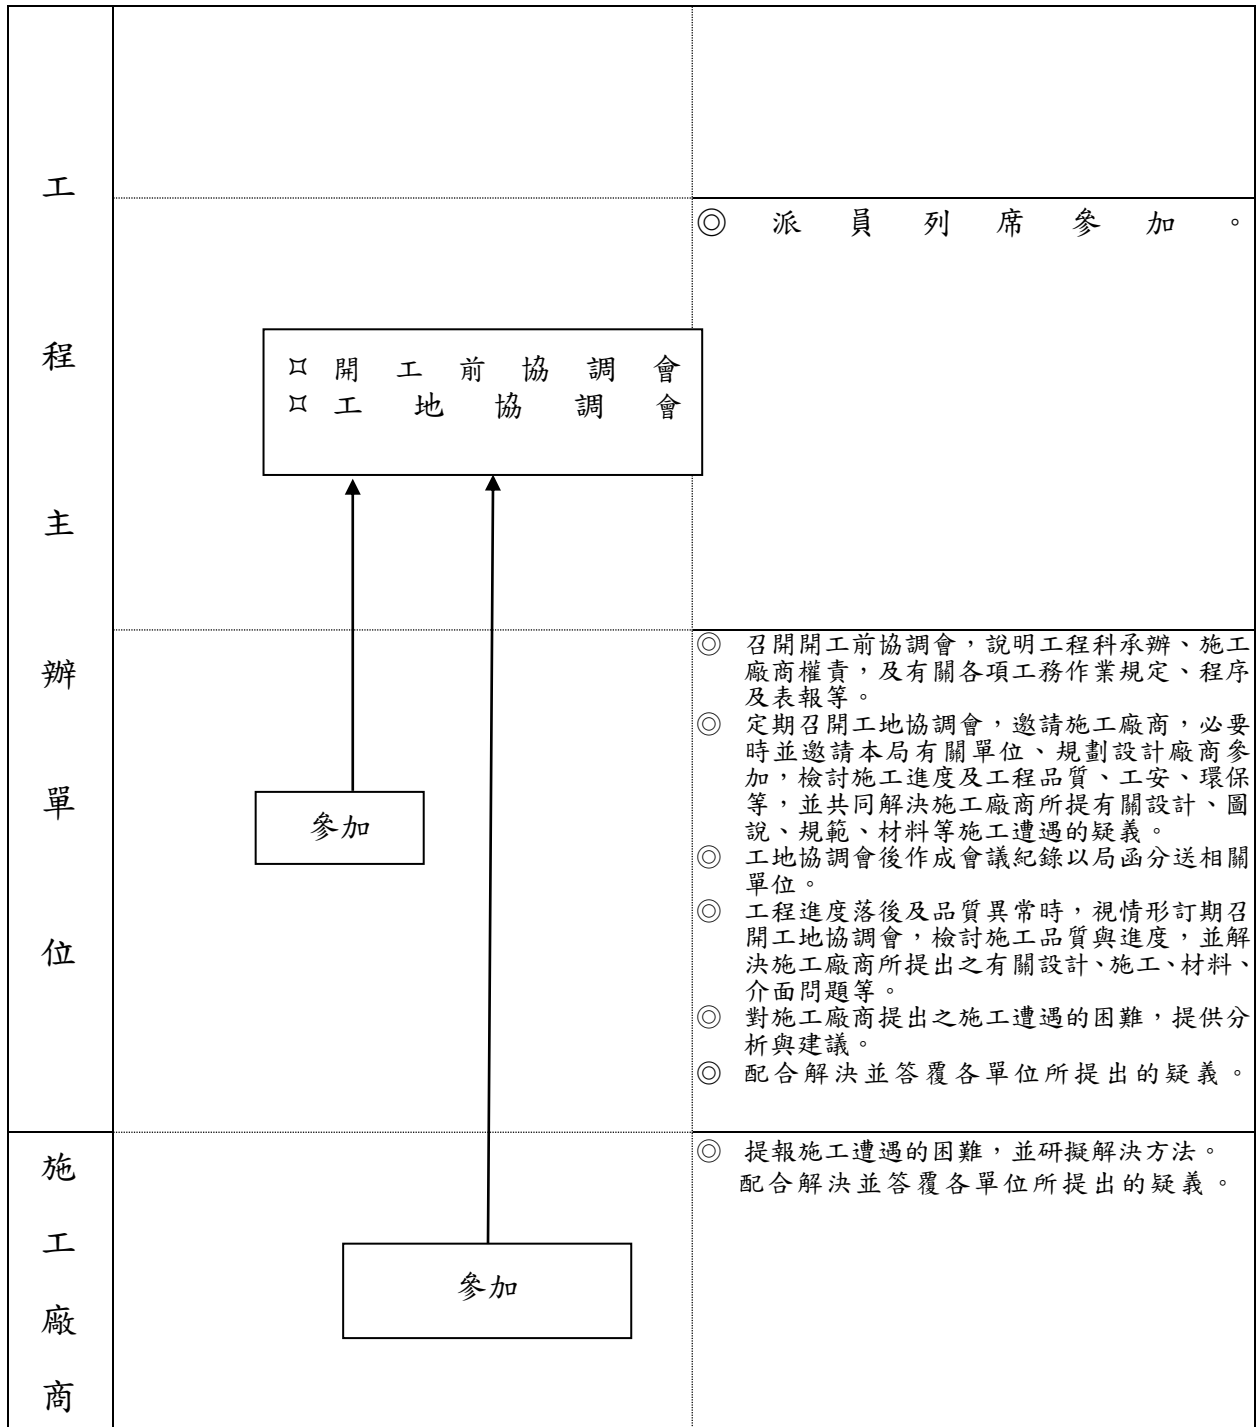 工程主辦單位
◎ 派員列席參加。
¤ 開工前協調會
¤ 工地協調會
參加
◎ 召開開工前協調會，說明工程科承辦、施工
廠商權責，及有關各項工務作業規定、程序
及表報等。
◎ 定期召開工地協調會，邀請施工廠商，必要
時並邀請本局有關單位、規劃設計廠商參
加，檢討施工進度及工程品質、工安、環保
等，並共同解決施工廠商所提有關設計、圖
說、規範、材料等施工遭遇的疑義。
◎ 工地協調會後作成會議紀錄以局函分送相關
單位。
◎ 工程進度落後及品質異常時，視情形訂期召
開工地協調會，檢討施工品質與進度，並解
決施工廠商所提出之有關設計、施工、材料、
介面問題等。
◎ 對施工廠商提出之施工遭遇的困難，提供分
析與建議。
◎ 配合解決並答覆各單位所提出的疑義。
施工廠商
參加
◎ 提報施工遭遇的困難，並研擬解決方法。
配合解決並答覆各單位所提出的疑義。